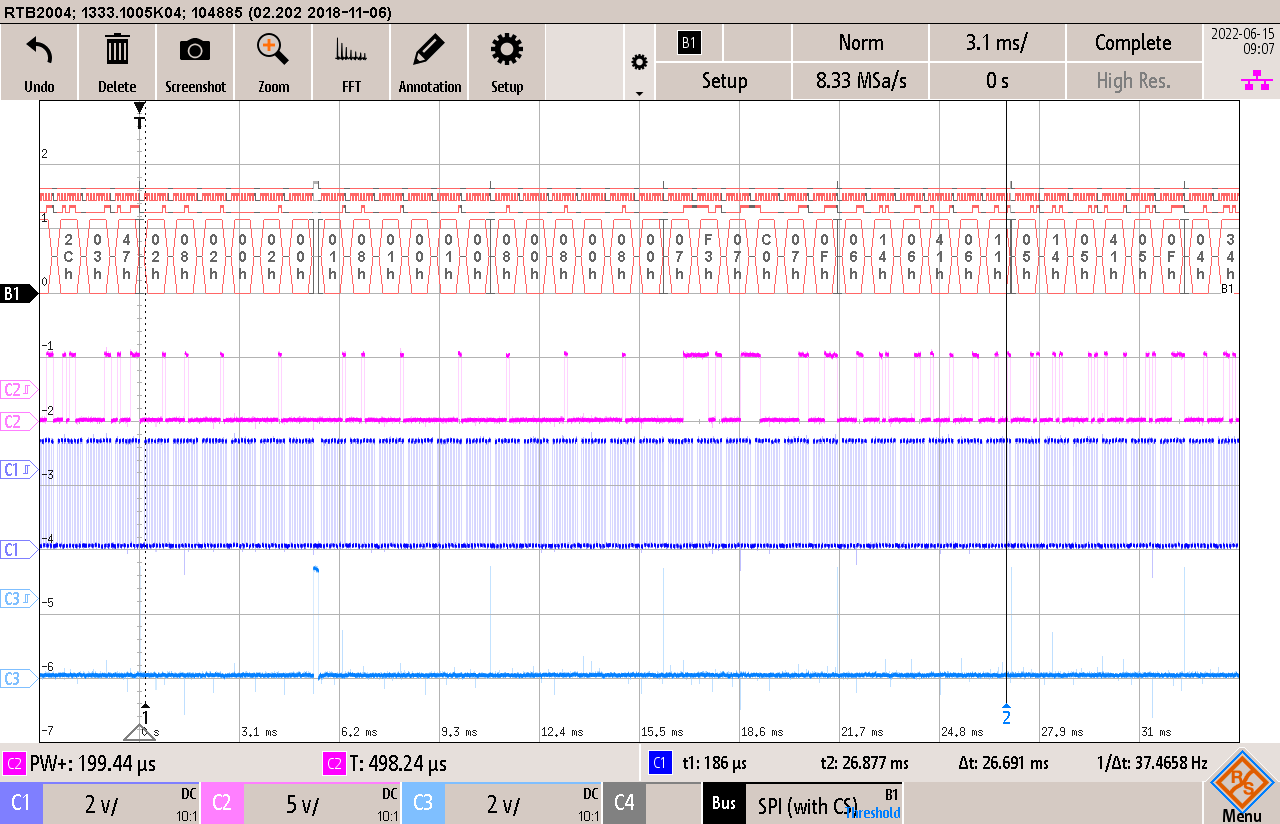 RTB2004; 1333.1005K04; 104885 (02.202 2018-11-06)
Undo
Delete
Screenshot
Zoom
FFT
Annotation
Setup
B1
Norm
3.1 ms/
Complete
2022-06-15
09:07
Setup
8.33 MSa/s
0 s
High Res.
T
2
1
2Ch 03h 47h 02h 08h 02h 00h 02h 00h 01h 08h 01h 00h 01h 00h 08h 00h 08h 00h 08h 00h 07h F3h 07h C0h 07h 0Fh 06h 14h 06h 41h 06h 11h 05h 14h 05h 41h 05h 0Fh 04h 34h
0
B1
B1
-1
C2
-2
C2
C1
-3
-4
C1
C3
-5
-6
C3
1
2
-7
0 s
3.1 ms
6.2 ms
9.3 ms
12.4 ms
15.5 ms
18.6 ms
21.7 ms
24.8 ms
27.9 ms
31 ms
C2 PW+: 199.44 µs
C2 T: 498.24 µs
C1 t1: 186 µs
t2: 26.877 ms
Δt: 26.691 ms
1/Δt: 37.4658 Hz
C1 2 V/ DC 10:1
C2 5 V/ DC 10:1
C3 2 V/ DC 10:1
C4
Bus SPI (with CS) B1
Threshold
R&S
Menu